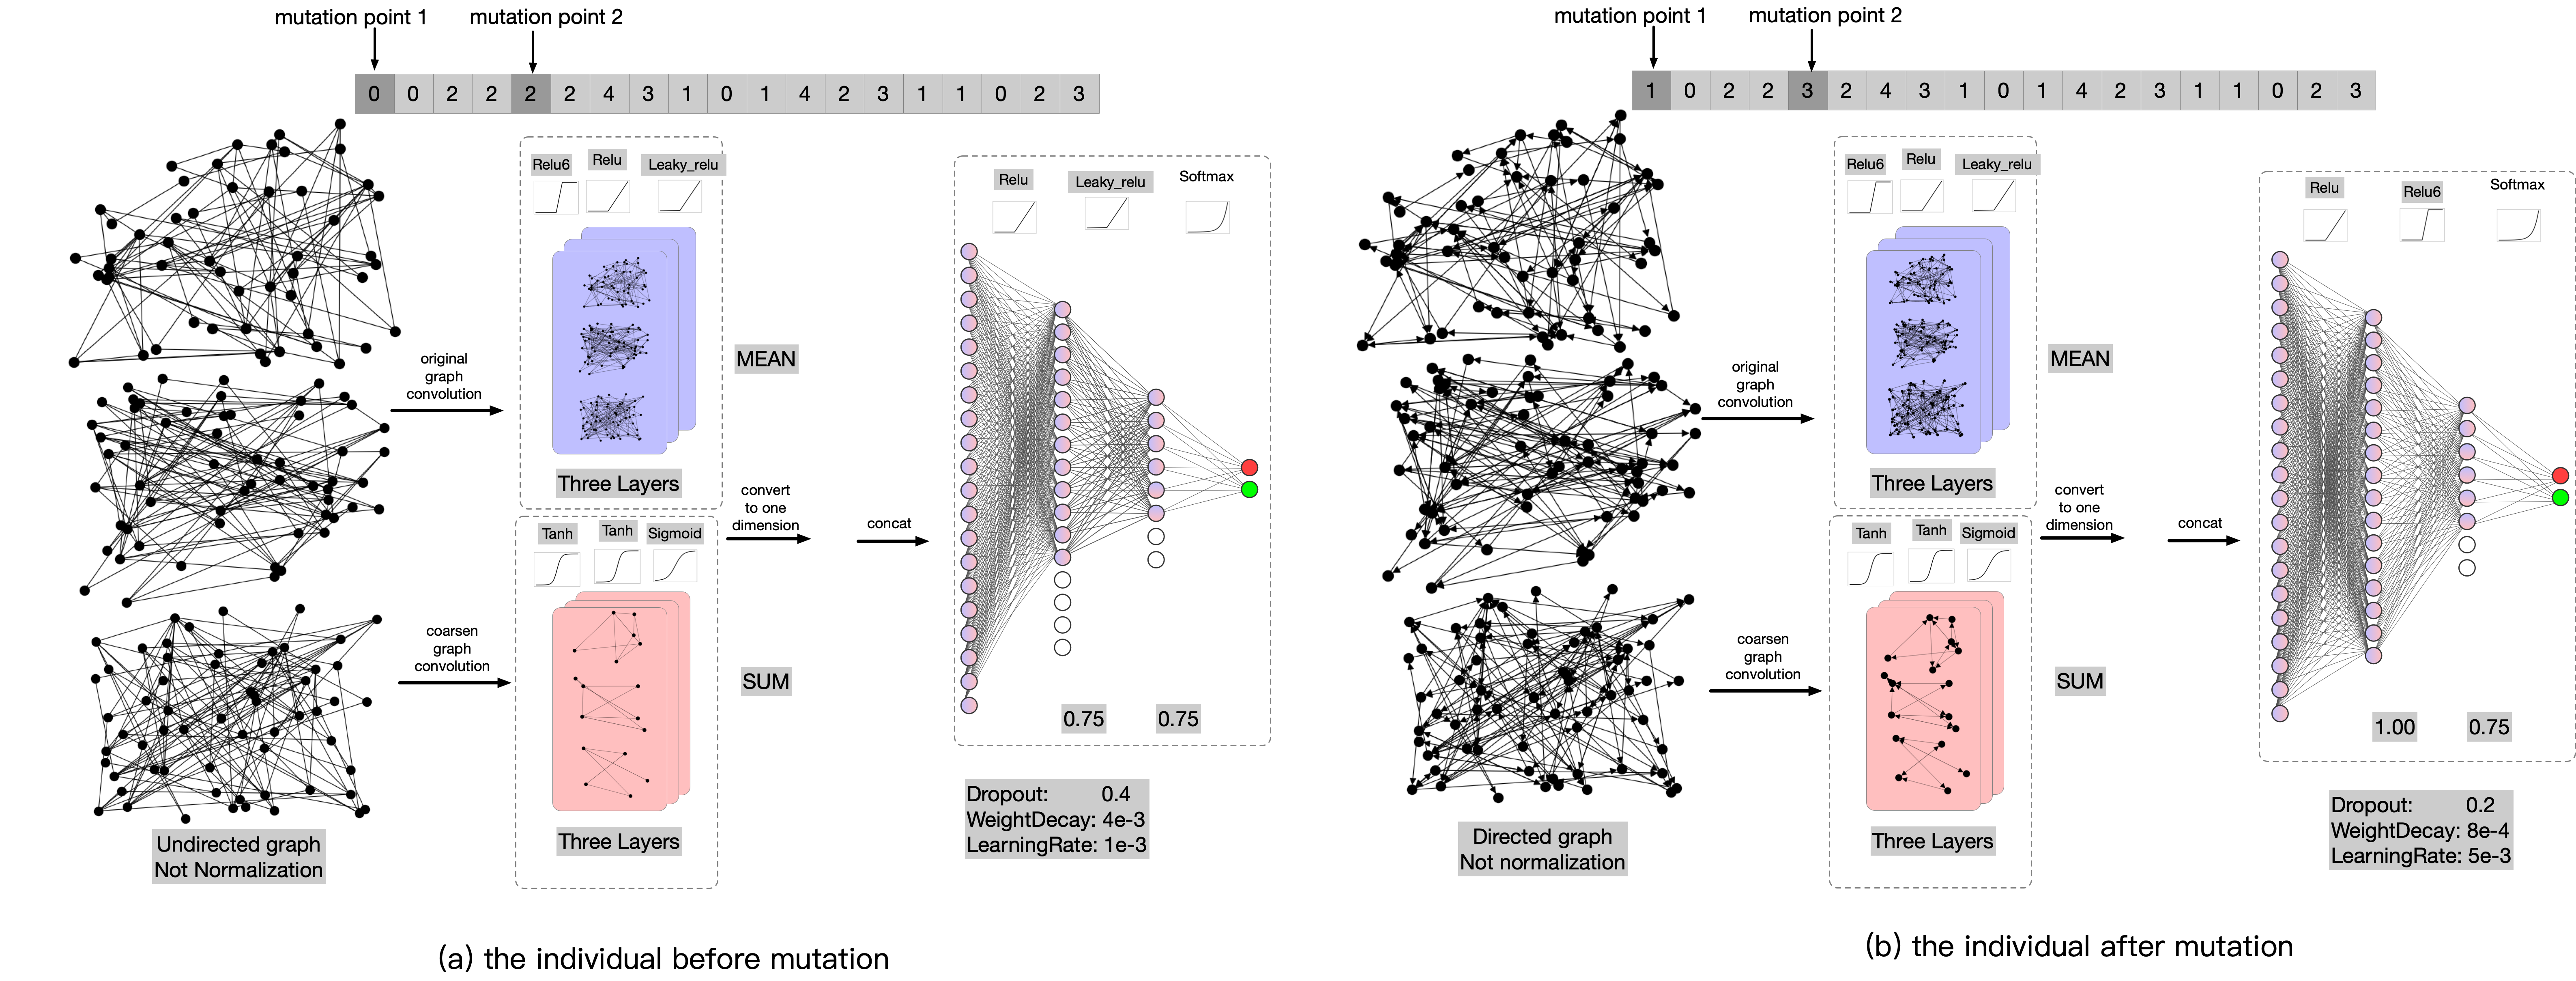 mutation point 1
mutation point 2
0 0 2 2 2 2 4 3 1 0 1 4 2 3 1 1 0 2 3
Relu6
Relu
Leaky_relu
original
graph
convolution
Three Layers
MEAN
Tanh
Tanh
Sigmoid
coarsen
graph
convolution
Three Layers
SUM
convert
to one
dimension
concat
Relu
Leaky_relu
Softmax
0.75
0.75
Dropout: 0.4
WeightDecay: 4e-3
LearningRate: 1e-3
Undirected graph
Not Normalization
(a) the individual before mutation
mutation point 1
mutation point 2
1 0 2 2 3 2 4 3 1 0 1 4 2 3 1 1 0 2 3
Relu6
Relu
Leaky_relu
original
graph
convolution
Three Layers
MEAN
Tanh
Tanh
Sigmoid
coarsen
graph
convolution
Three Layers
SUM
convert
to one
dimension
concat
Relu
Relu6
Softmax
1.00
0.75
Dropout: 0.2
WeightDecay: 8e-4
LearningRate: 5e-3
Directed graph
Not normalization
(b) the individual after mutation